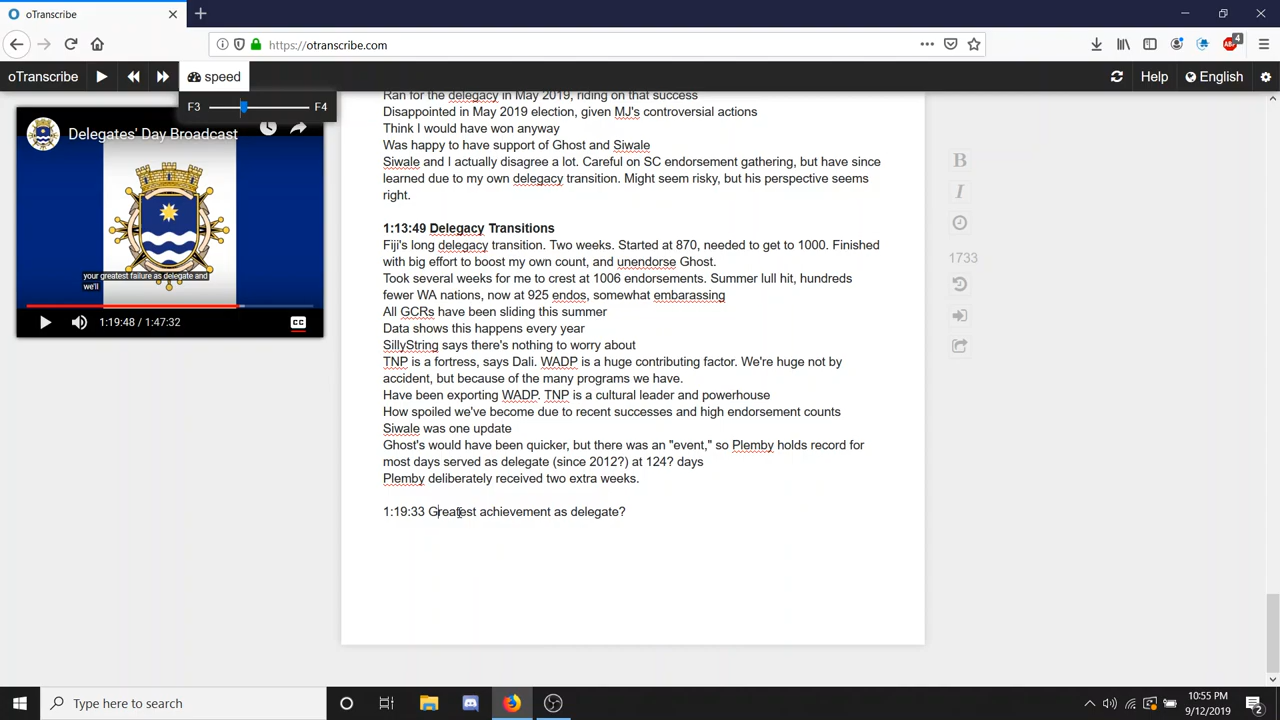 oTranscribe
https://otranscribe.com
4
oTranscribe
speed
Help
English
F3
F4
Delegates' Day Broadcast
your greatest failure as delegate and
we'll
1:19:48 / 1:47:32
CC
Ran for the delegacy in May 2019, riding on that success
Disappointed in May 2019 election, given MJ's controversial actions
Think I would have won anyway
Was happy to have support of Ghost and Siwale
Siwale and I actually disagree a lot. Careful on SC endorsement gathering, but have since
learned due to my own delegacy transition. Might seem risky, but his perspective seems
right.
1:13:49 Delegacy Transitions
Fiji's long delegacy transition. Two weeks. Started at 870, needed to get to 1000. Finished
with big effort to boost my own count, and unendorse Ghost.
Took several weeks for me to crest at 1006 endorsements. Summer lull hit, hundreds
fewer WA nations, now at 925 endos, somewhat embarassing
All GCRs have been sliding this summer
Data shows this happens every year
SillyString says there's nothing to worry about
TNP is a fortress, says Dali. WADP is a huge contributing factor. We're huge not by
accident, but because of the many programs we have.
Have been exporting WADP. TNP is a cultural leader and powerhouse
How spoiled we've become due to recent successes and high endorsement counts
Siwale was one update
Ghost's would have been quicker, but there was an "event," so Plemby holds record for
most days served as delegate (since 2012?) at 124? days
Plemby deliberately received two extra weeks.
1:19:33 Greatest achievement as delegate?
B
I
1733
Type here to search
10:55 PM
9/12/2019
2